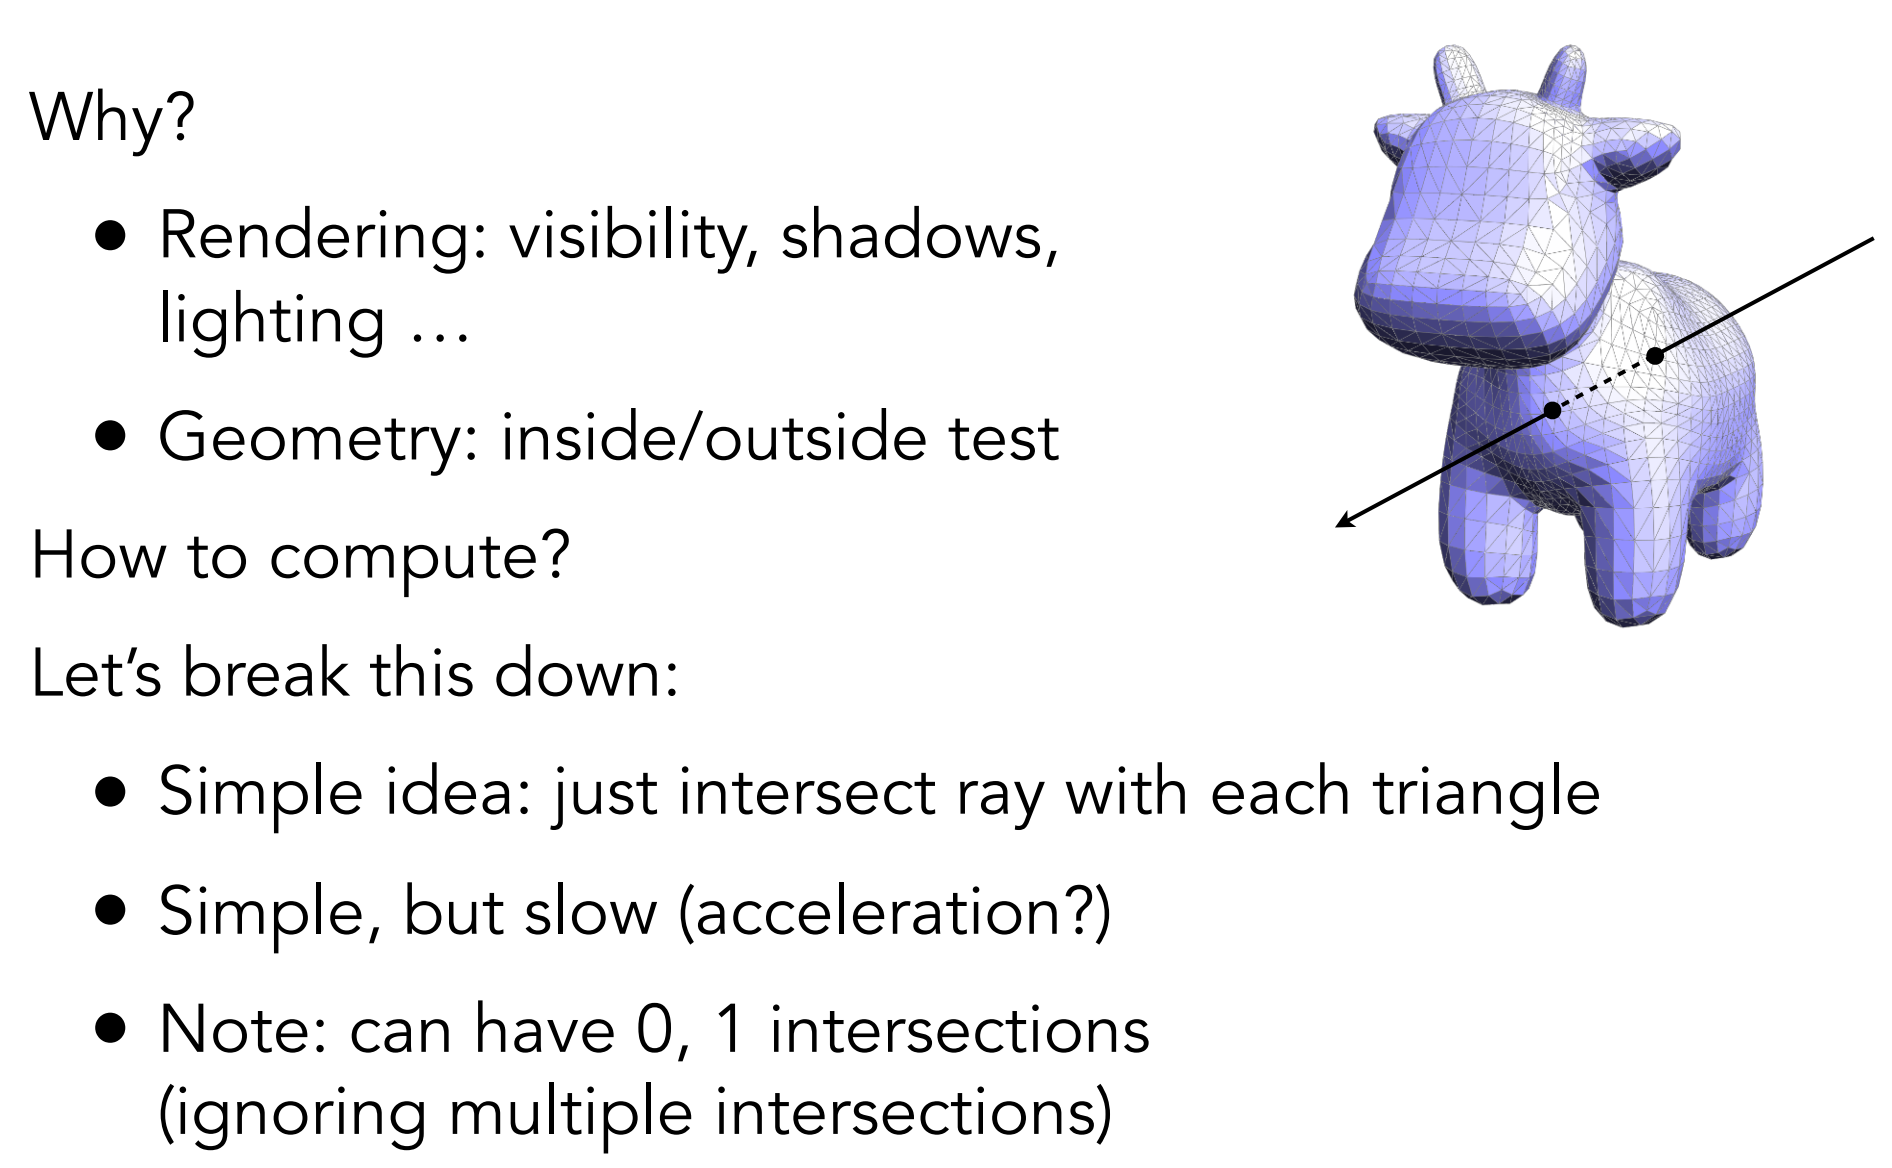 Why?
● Rendering: visibility, shadows,
lighting …
● Geometry: inside/outside test
How to compute?
Let’s break this down:
● Simple idea: just intersect ray with each triangle
● Simple, but slow (acceleration?)
● Note: can have 0, 1 intersections
(ignoring multiple intersections)